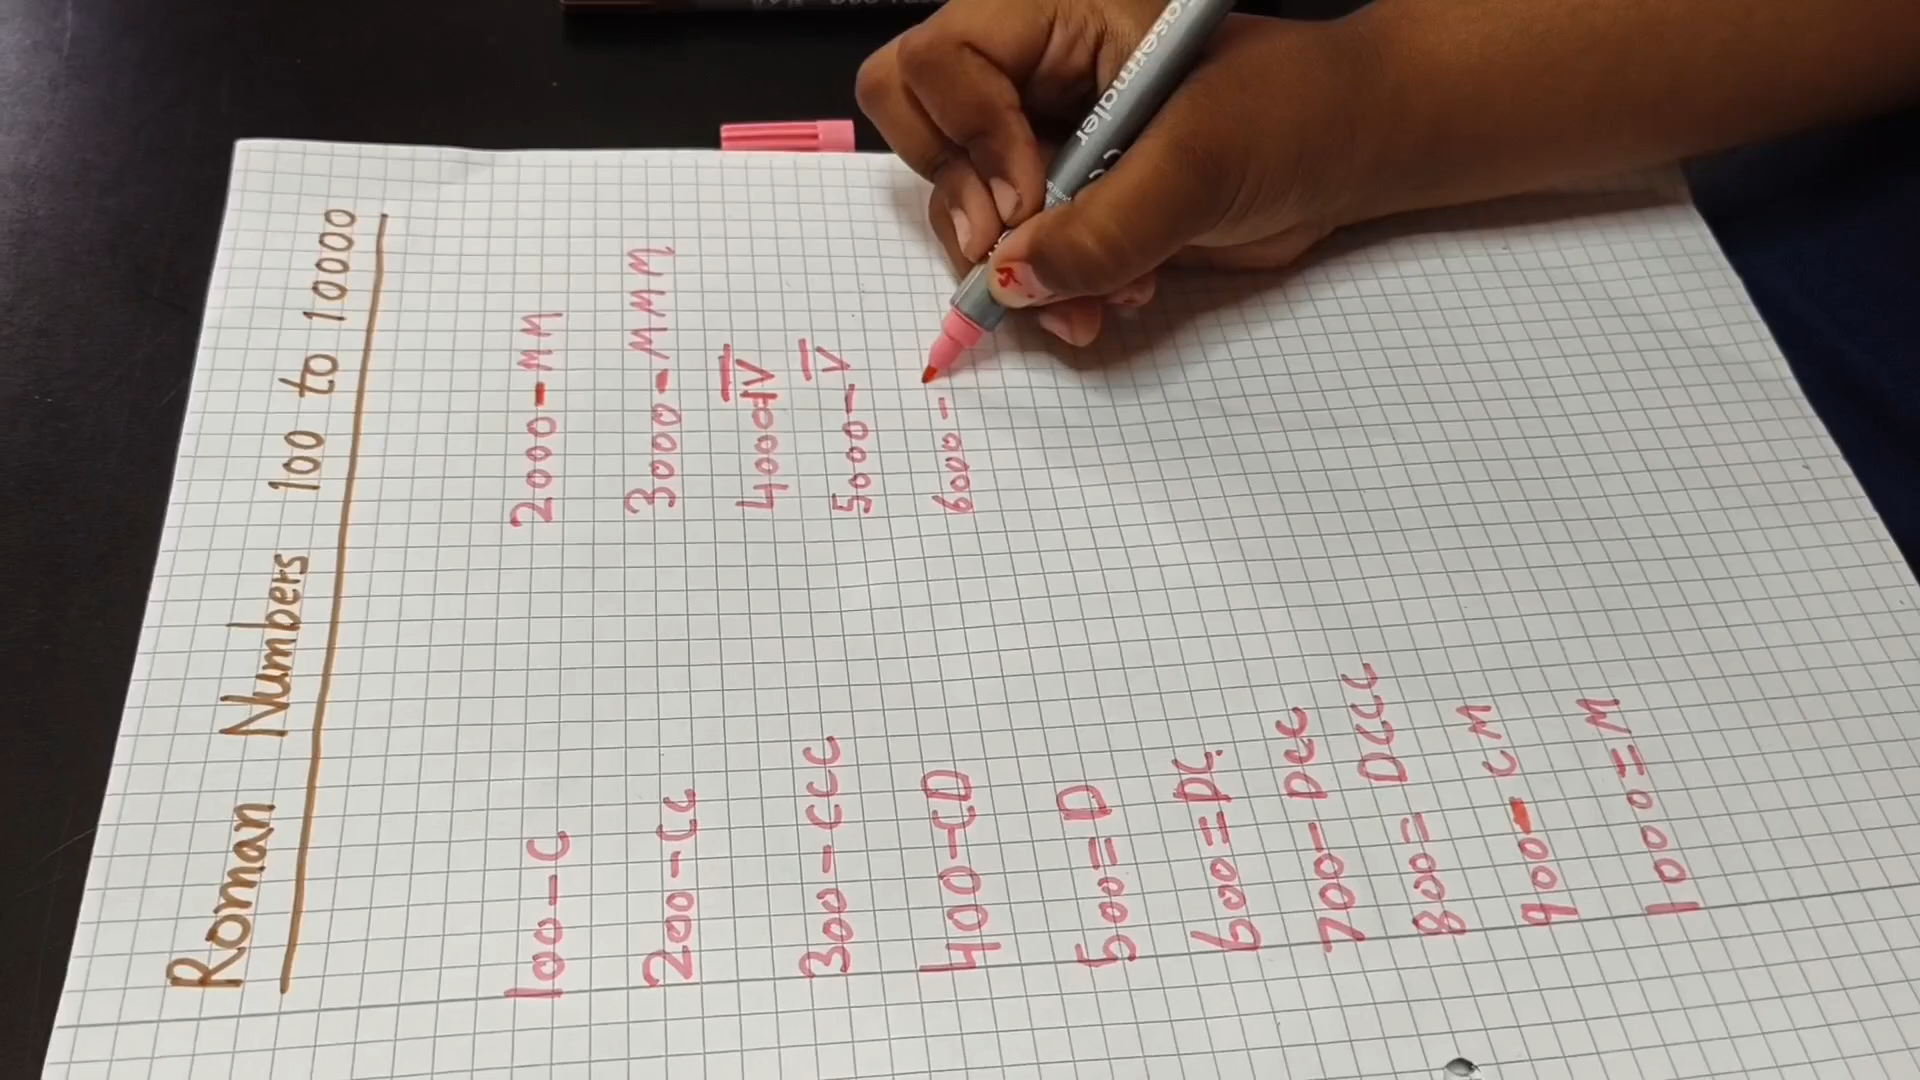 Roman Numbers 100 to 10000
100-C
200-CC
300-CCC
400-CD
500=D
600=DC.
700-DCC
800=DCCC
900-CM
1000=M
2000-MM
3000-MMM
4000-I̅V̅
5000-V̅
6000-
Fasermaler